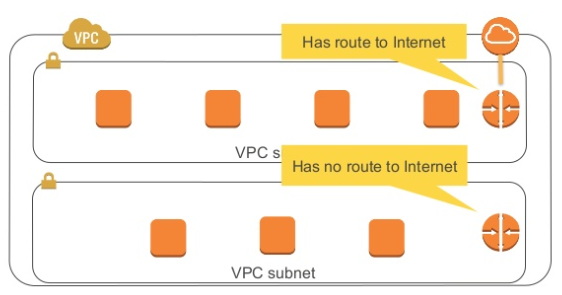 VPC
Has route to Internet
VPC s
Has no route to Internet
VPC subnet